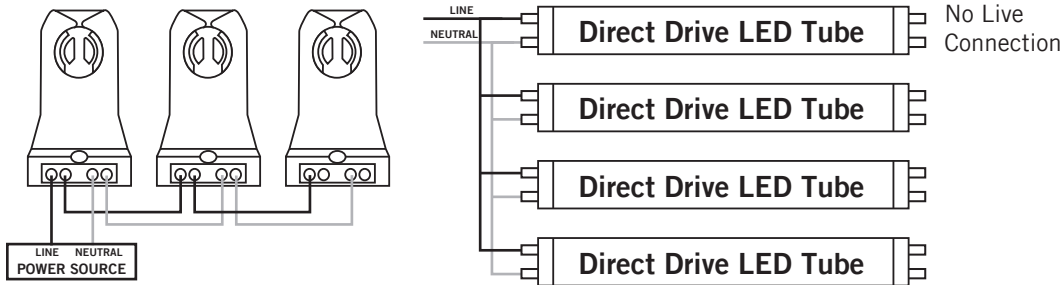 LINE NEUTRAL
POWER SOURCE
LINE
NEUTRAL
Direct Drive LED Tube
No Live
Connection
Direct Drive LED Tube
Direct Drive LED Tube
Direct Drive LED Tube